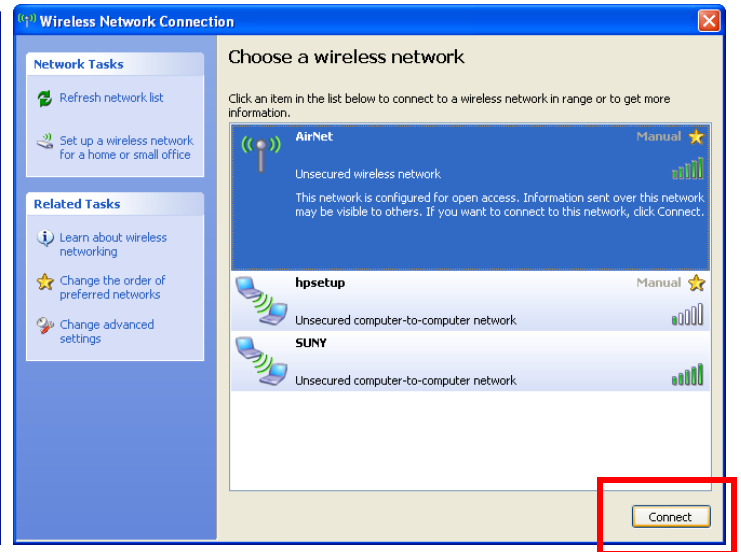 Wireless Network Connection
Network Tasks
Refresh network list
Set up a wireless network
for a home or small office
Related Tasks
Learn about wireless
networking
Change the order of
preferred networks
Change advanced
settings
Choose a wireless network
Click an item in the list below to connect to a wireless network in range or to get more
information.
AirNet Manual
Unsecured wireless network
This network is configured for open access. Information sent over this network
may be visible to others. If you want to connect to this network, click Connect.
hpsetup Manual
Unsecured computer-to-computer network
SUNY
Unsecured computer-to-computer network
Connect